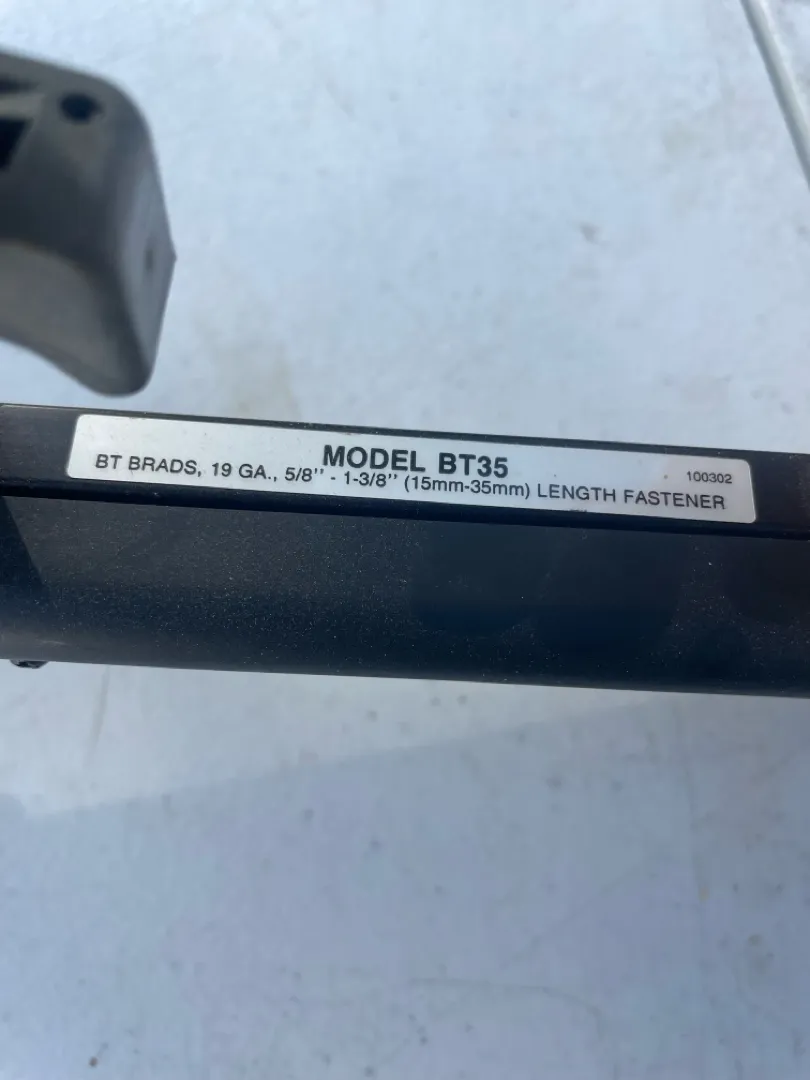 MODEL BT35
BT BRADS, 19 GA., 5/8'' - 1-3/8'' (15mm-35mm) LENGTH FASTENER
100302